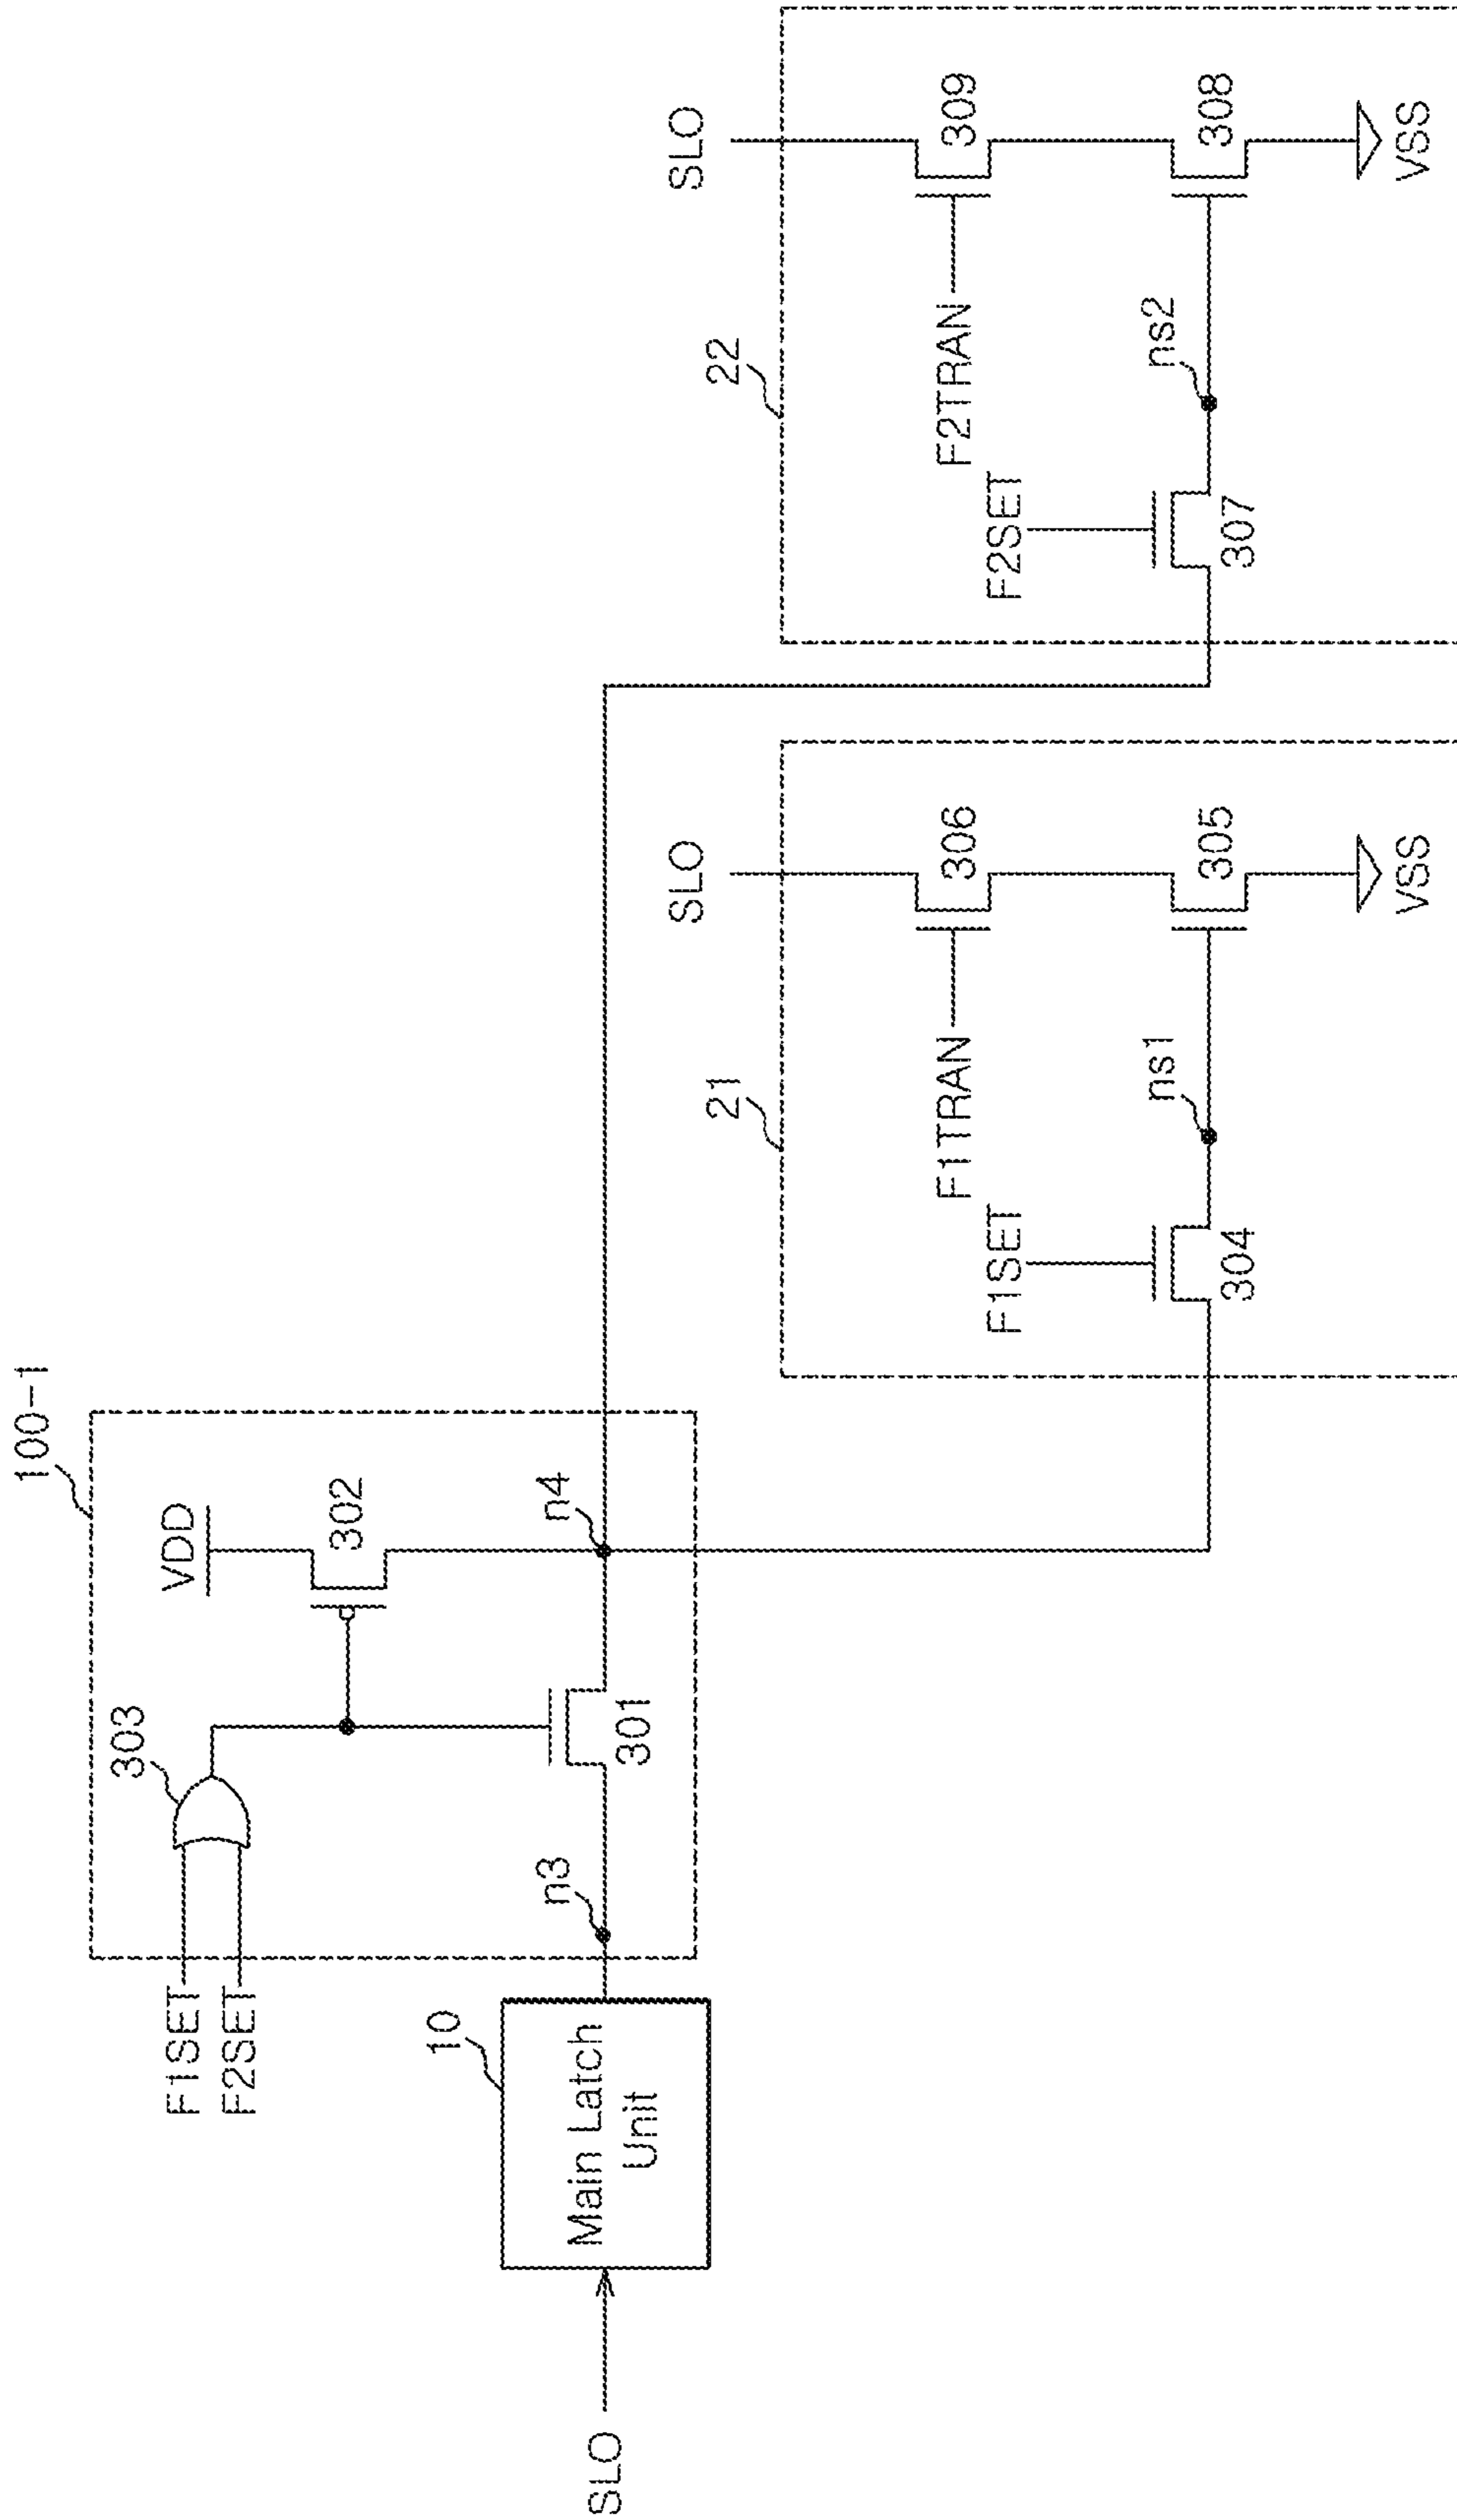 100-1
VDD
303
302
F1SET
F2SET
n4
n3
301
10
Main Latch
Unit
SLO
21
SLO
F1TRAN
306
F1SET
ns1
304
305
VSS
22
SLO
F2TRAN
309
F2SET
ns2
307
308
VSS